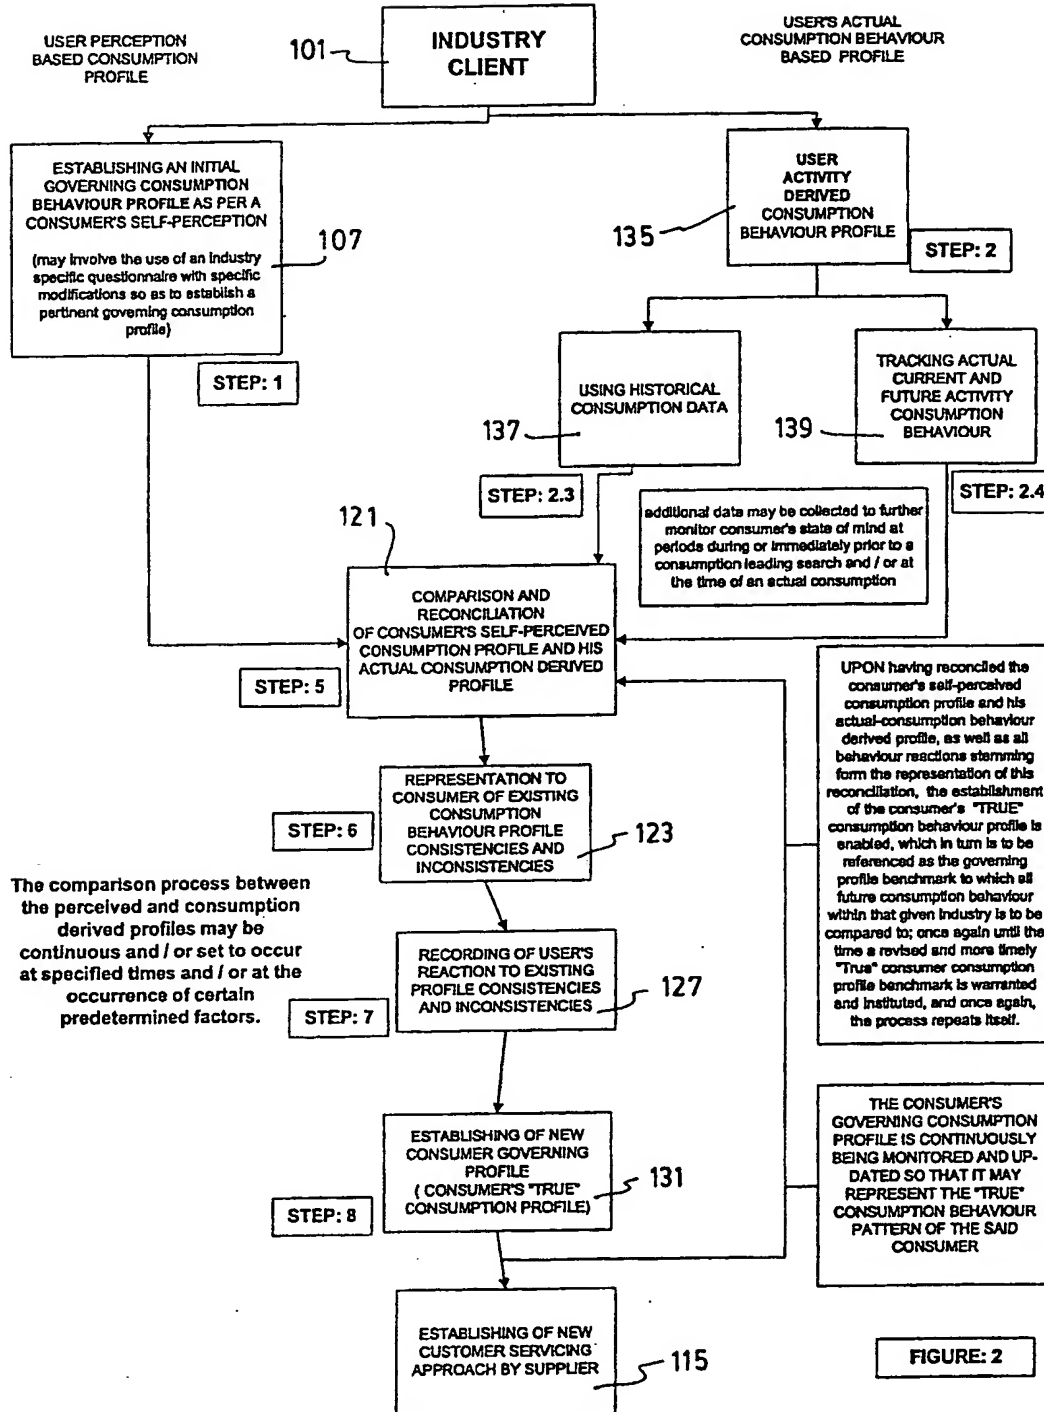 USER PERCEPTION
BASED CONSUMPTION
PROFILE
101
INDUSTRY
CLIENT
USER'S ACTUAL
CONSUMPTION BEHAVIOUR
BASED PROFILE
ESTABLISHING AN INITIAL
GOVERNING CONSUMPTION
BEHAVIOUR PROFILE AS PER A
CONSUMER'S SELF-PERCEPTION
(may involve the use of an industry
specific questionnaire with specific
modifications so as to establish a
pertinent governing consumption
profile)
107
STEP: 1
USER
ACTIVITY
DERIVED
CONSUMPTION
BEHAVIOUR PROFILE
135
STEP: 2
USING HISTORICAL
CONSUMPTION DATA
137
STEP: 2.3
TRACKING ACTUAL
CURRENT AND
FUTURE ACTIVITY
CONSUMPTION
BEHAVIOUR
139
STEP: 2.4
additional data may be collected to further
monitor consumer's state of mind at
periods during or immediately prior to a
consumption leading search and / or at
the time of an actual consumption
121
COMPARISON AND
RECONCILIATION
OF CONSUMER'S SELF-PERCEIVED
CONSUMPTION PROFILE AND HIS
ACTUAL CONSUMPTION DERIVED
PROFILE
STEP: 5
UPON having reconciled the
consumer's self-perceived
consumption profile and his
actual-consumption behaviour
derived profile, as well as all
behaviour reactions stemming
form the representation of this
reconciliation, the establishment
of the consumer's "TRUE"
consumption behaviour profile is
enabled, which in turn is to be
referenced as the governing
profile benchmark to which all
future consumption behaviour
within that given industry is to be
compared to; once again until the
time a revised and more timely
"True" consumer consumption
profile benchmark is warranted
and instituted, and once again,
the process repeats itself.
REPRESENTATION TO
CONSUMER OF EXISTING
CONSUMPTION
BEHAVIOUR PROFILE
CONSISTENCIES AND
INCONSISTENCIES
STEP: 6
123
The comparison process between
the perceived and consumption
derived profiles may be
continuous and / or set to occur
at specified times and / or at the
occurrence of certain
predetermined factors.
RECORDING OF USER'S
REACTION TO EXISTING
PROFILE CONSISTENCIES
AND INCONSISTENCIES
127
STEP: 7
ESTABLISHING OF NEW
CONSUMER GOVERNING
PROFILE
( CONSUMER'S "TRUE"
CONSUMPTION PROFILE)
131
STEP: 8
THE CONSUMER'S
GOVERNING CONSUMPTION
PROFILE IS CONTINUOUSLY
BEING MONITORED AND UP-
DATED SO THAT IT MAY
REPRESENT THE "TRUE"
CONSUMPTION BEHAVIOUR
PATTERN OF THE SAID
CONSUMER
ESTABLISHING OF NEW
CUSTOMER SERVICING
APPROACH BY SUPPLIER
115
FIGURE: 2